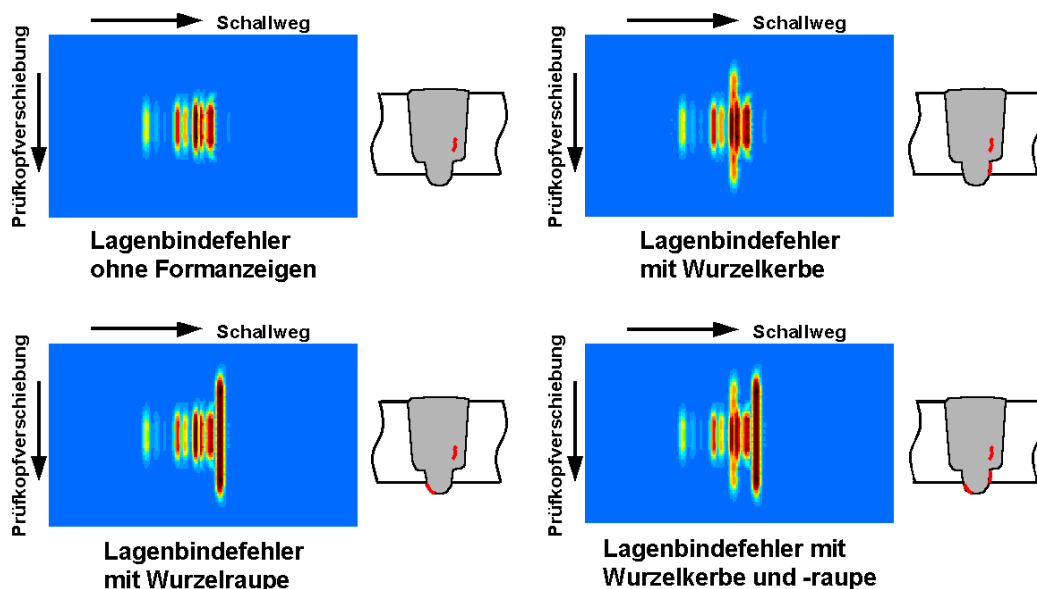 Schallweg
Prüfkopfverschiebung
Lagenbindefehler
ohne Formanzeigen
Schallweg
Prüfkopfverschiebung
Lagenbindefehler
mit Wurzelkerbe
Schallweg
Prüfkopfverschiebung
Lagenbindefehler
mit Wurzelraupe
Schallweg
Prüfkopfverschiebung
Lagenbindefehler mit
Wurzelkerbe und -raupe